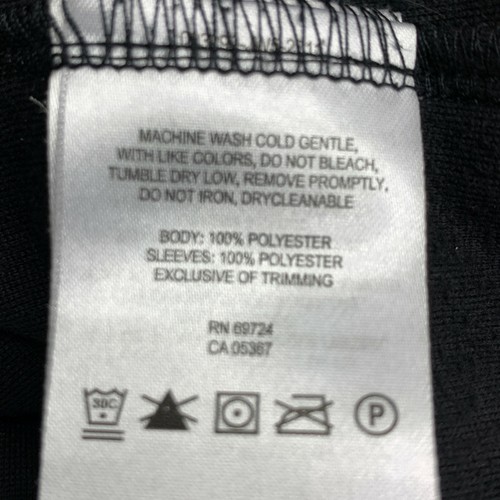 MACHINE WASH COLD GENTLE,
WITH LIKE COLORS, DO NOT BLEACH,
TUMBLE DRY LOW, REMOVE PROMPTLY,
DO NOT IRON, DRYCLEANABLE
BODY: 100% POLYESTER
SLEEVES: 100% POLYESTER
EXCLUSIVE OF TRIMMING
RN 69724
CA 05367
30C
P